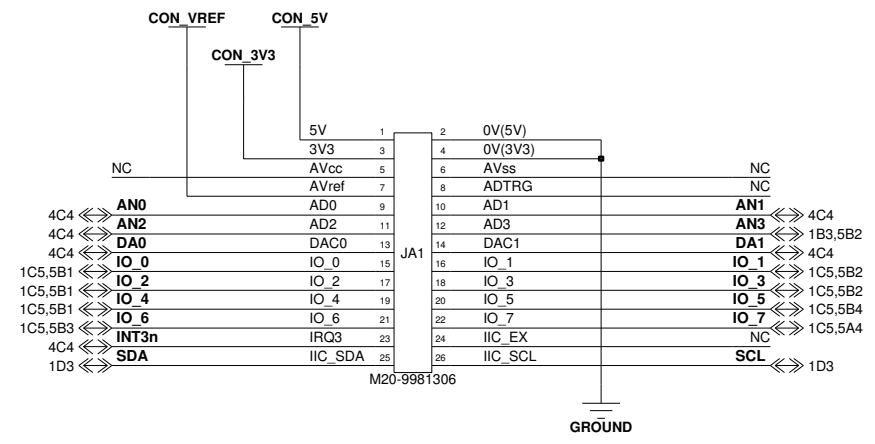 CON_VREF CON_5V
CON_3V3
5V 1 2 0V(5V)
3V3 3 4 0V(3V3)
NC AVcc 5 6 AVss NC
AVref 7 8 ADTRG NC
4C4 AN0 AD0 9 10 AD1 AN1 4C4
4C4 AN2 AD2 11 12 AD3 AN3 1B3,5B2
4C4 DA0 DAC0 13 JA1 14 DAC1 DA1 4C4
1C5,5B1 IO_0 IO_0 15 16 IO_1 IO_1 1C5,5B2
1C5,5B1 IO_2 IO_2 17 18 IO_3 IO_3 1C5,5B2
1C5,5B1 IO_4 IO_4 19 20 IO_5 IO_5 1C5,5B4
1C5,5B3 IO_6 IO_6 21 22 IO_7 IO_7 1C5,5A4
4C4 INT3n IRQ3 23 24 IIC_EX NC
1D3 SDA IIC_SDA 25 26 IIC_SCL SCL 1D3
M20-9981306
GROUND